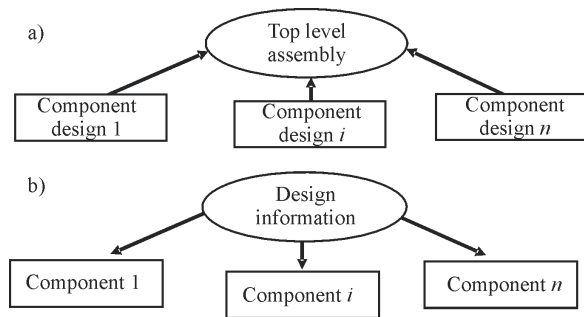 a)
Top level
assembly
Component
design 1
Component
design i
Component
design n
b)
Design
information
Component 1
Component i
Component n